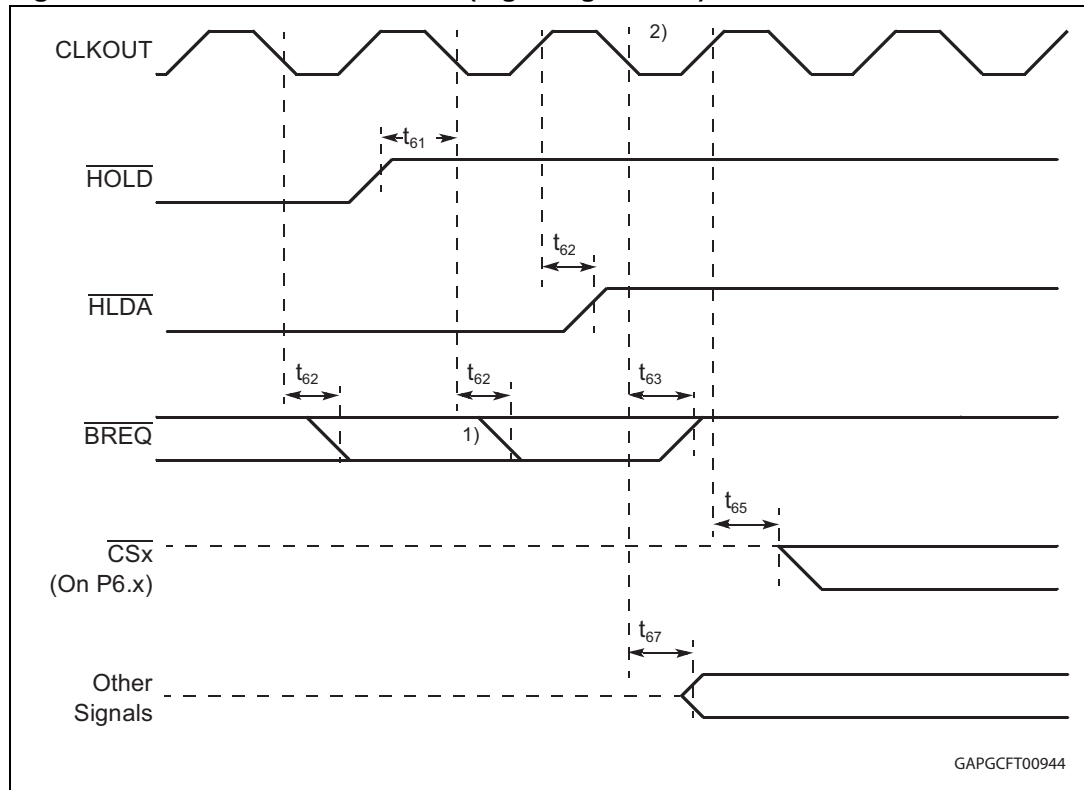 CLKOUT
2)
t61
HOLD
t62
HLDA
t62
t62
t63
BREQ
1)
t65
CSx
(On P6.x)
t67
Other
Signals
GAPGCFT00944